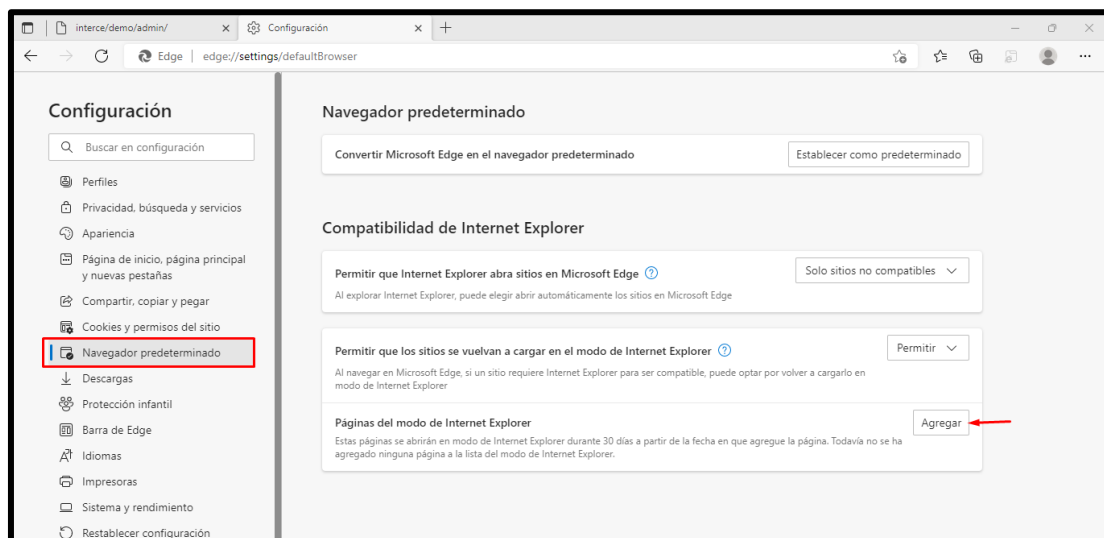 interce/demo/admin/
Configuración
Edge | edge://settings/defaultBrowser
Configuración
Buscar en configuración
Perfiles
Privacidad, búsqueda y servicios
Apariencia
Página de inicio, página principal
y nuevas pestañas
Compartir, copiar y pegar
Cookies y permisos del sitio
Navegador predeterminado
Descargas
Protección infantil
Barra de Edge
Idiomas
Impresoras
Sistema y rendimiento
Restablecer configuración
Navegador predeterminado
Convertir Microsoft Edge en el navegador predeterminado
Establecer como predeterminado
Compatibilidad de Internet Explorer
Permitir que Internet Explorer abra sitios en Microsoft Edge
Solo sitios no compatibles
Al explorar Internet Explorer, puede elegir abrir automáticamente los sitios en Microsoft Edge
Permitir que los sitios se vuelvan a cargar en el modo de Internet Explorer
Permitir
Al navegar en Microsoft Edge, si un sitio requiere Internet Explorer para ser compatible, puede optar por volver a cargarlo en
modo de Internet Explorer
Páginas del modo de Internet Explorer
Agregar
Estas páginas se abrirán en modo de Internet Explorer durante 30 días a partir de la fecha en que agregue la página. Todavía no se ha
agregado ninguna página a la lista del modo de Internet Explorer.